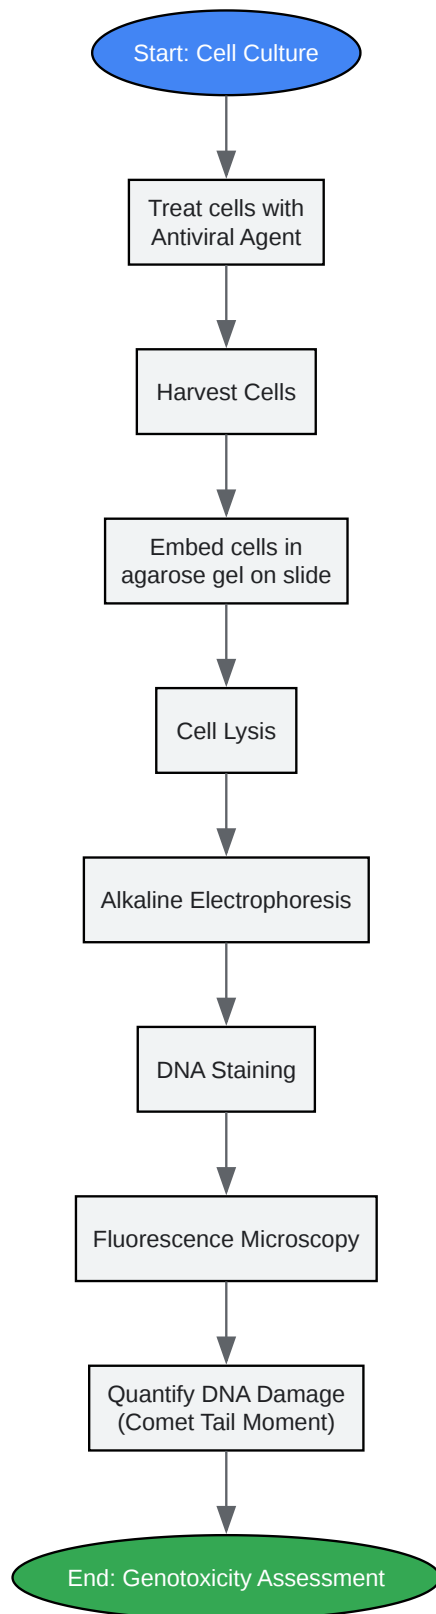 Start: Cell Culture
Treat cells with
Antiviral Agent
Harvest Cells
Embed cells in
agarose gel on slide
Cell Lysis
Alkaline Electrophoresis
DNA Staining
Fluorescence Microscopy
Quantify DNA Damage
(Comet Tail Moment)
End: Genotoxicity Assessment